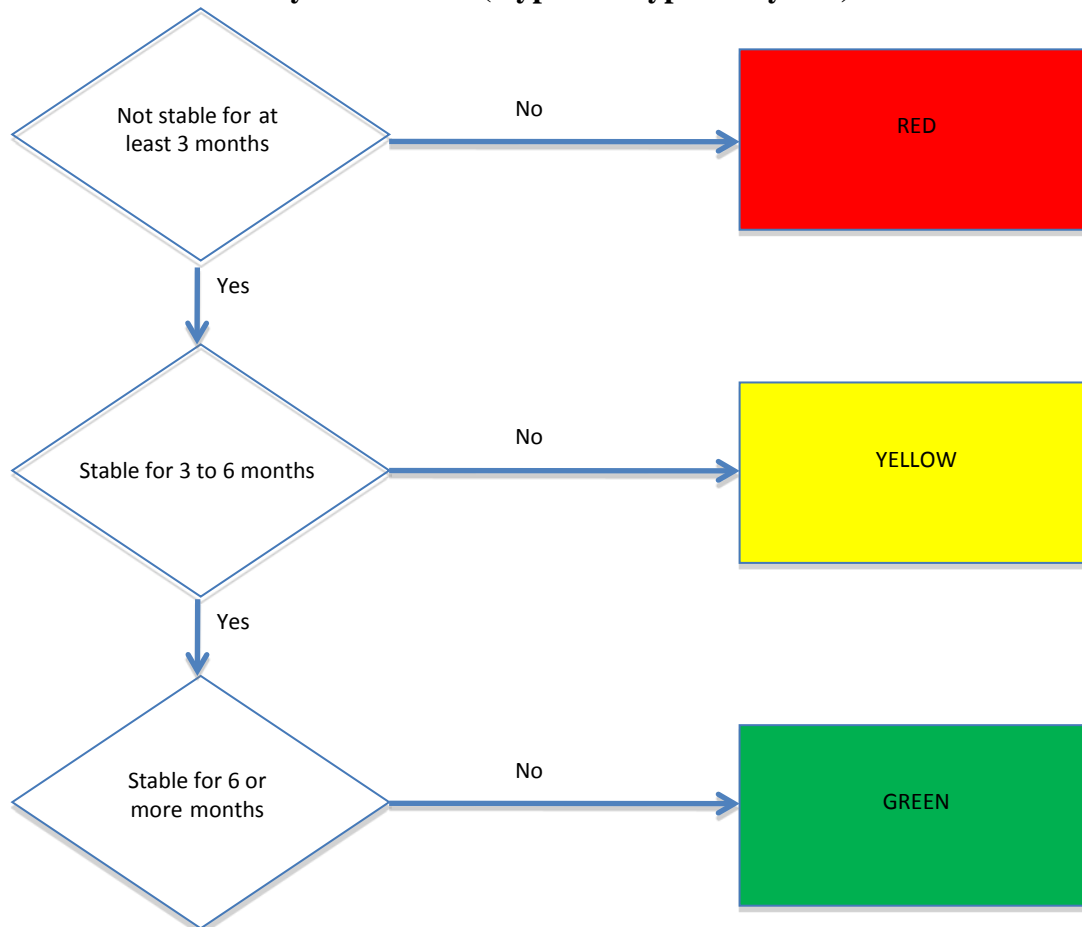 Not stable for at
least 3 months
No
RED
Yes
Stable for 3 to 6 months
No
YELLOW
Yes
Stable for 6 or
more months
No
GREEN